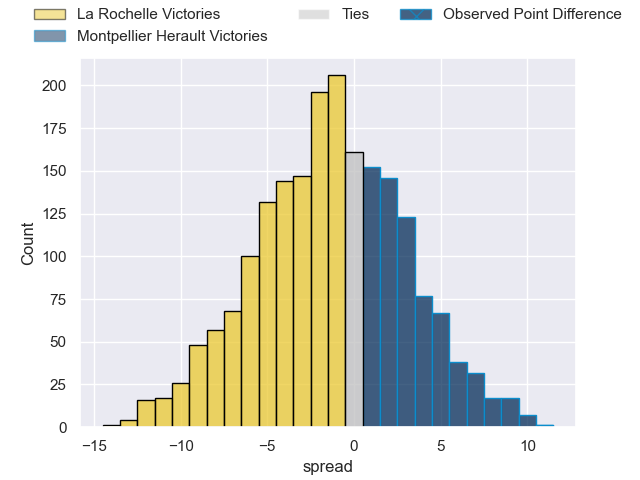 La Rochelle Victories
Montpellier Herault Victories
Ties
Observed Point Difference
200
175
150
125
100
75
50
25
0
Count
−15 −10 −5 0 5 10
spread